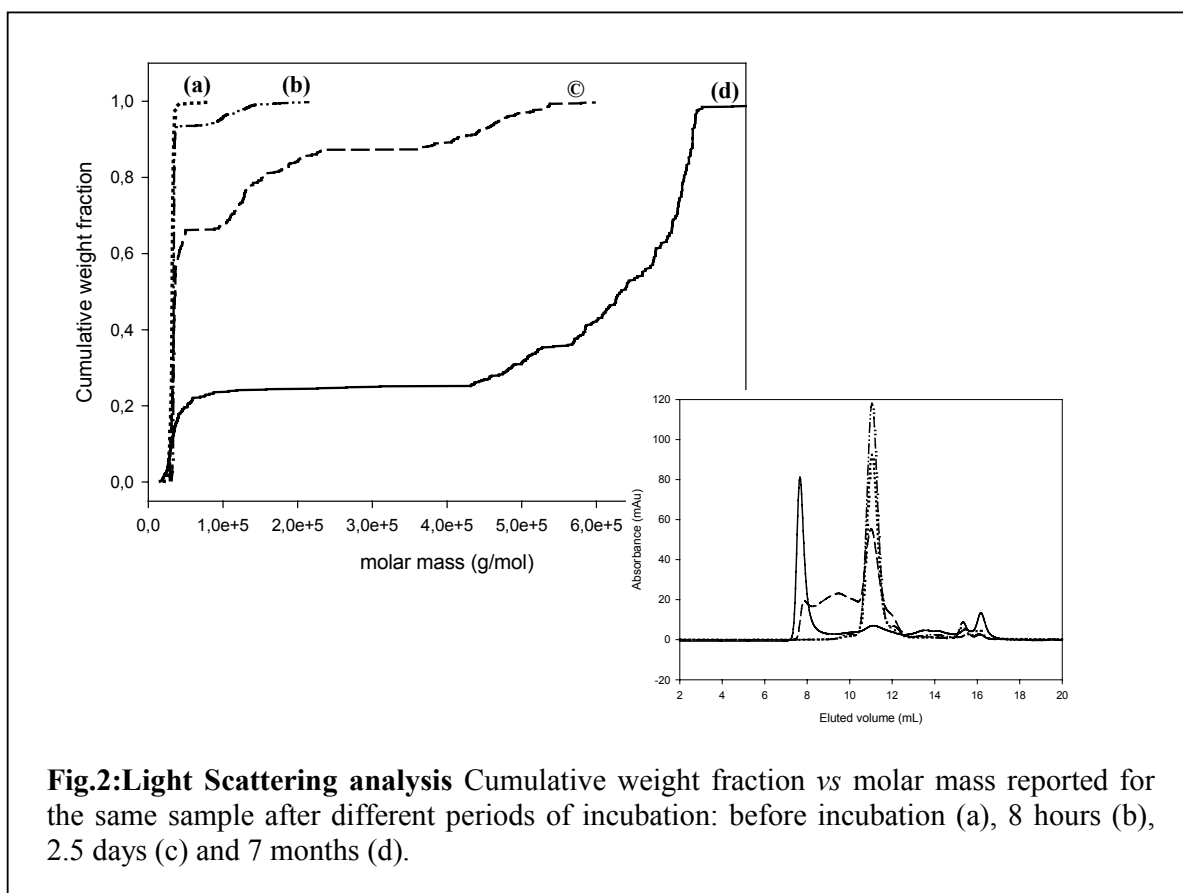 (a) (b) © (d)
1,0
0,8
0,6
0,4
0,2
0,0
Cumulative weight fraction
0,0 1,0e+5 2,0e+5 3,0e+5 4,0e+5 5,0e+5 6,0e+5
molar mass (g/mol)
120
100
80
60
40
20
0
-20
Absorbance (mAu)
2 4 6 8 10 12 14 16 18 20
Eluted volume (mL)
Fig.2:Light Scattering analysis Cumulative weight fraction vs molar mass reported for
the same sample after different periods of incubation: before incubation (a), 8 hours (b),
2.5 days (c) and 7 months (d).